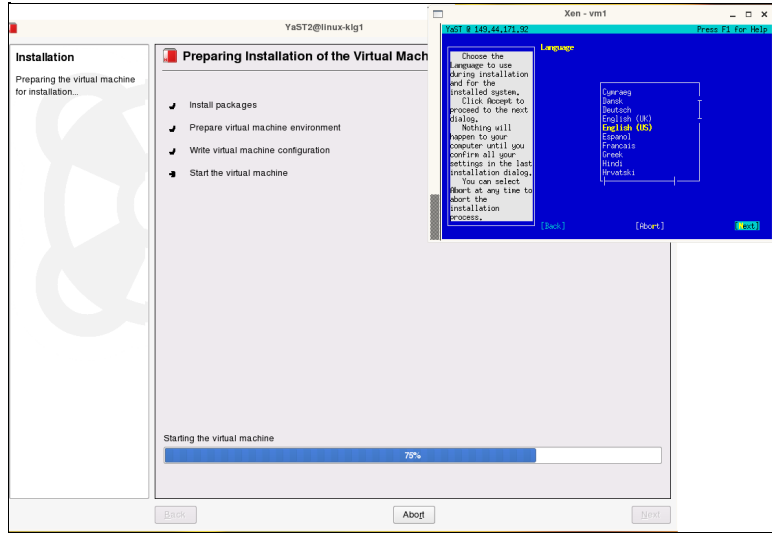 YaST2@linux-klg1
Installation
Preparing the virtual machine
for installation...
Preparing Installation of the Virtual Mach
Install packages
Prepare virtual machine environment
Write virtual machine configuration
Start the virtual machine
Starting the virtual machine
75%
Back
Abort
Next
Xen - vm1
YaST @ 149.44.171.92
Press F1 for Help
Language
Choose the
Language to use
during installation
and for the
installed system.
Click Accept to
proceed to the next
dialog.
Nothing will
happen to your
computer until you
confirm all your
settings in the last
installation dialog.
You can select
Abort at any time to
abort the
installation
process.
Cymraeg
Dansk
Deutsch
English (UK)
English (US)
Espanol
Francais
Greek
Hindi
Hrvatski
[Back]
[Abort]
[Next]